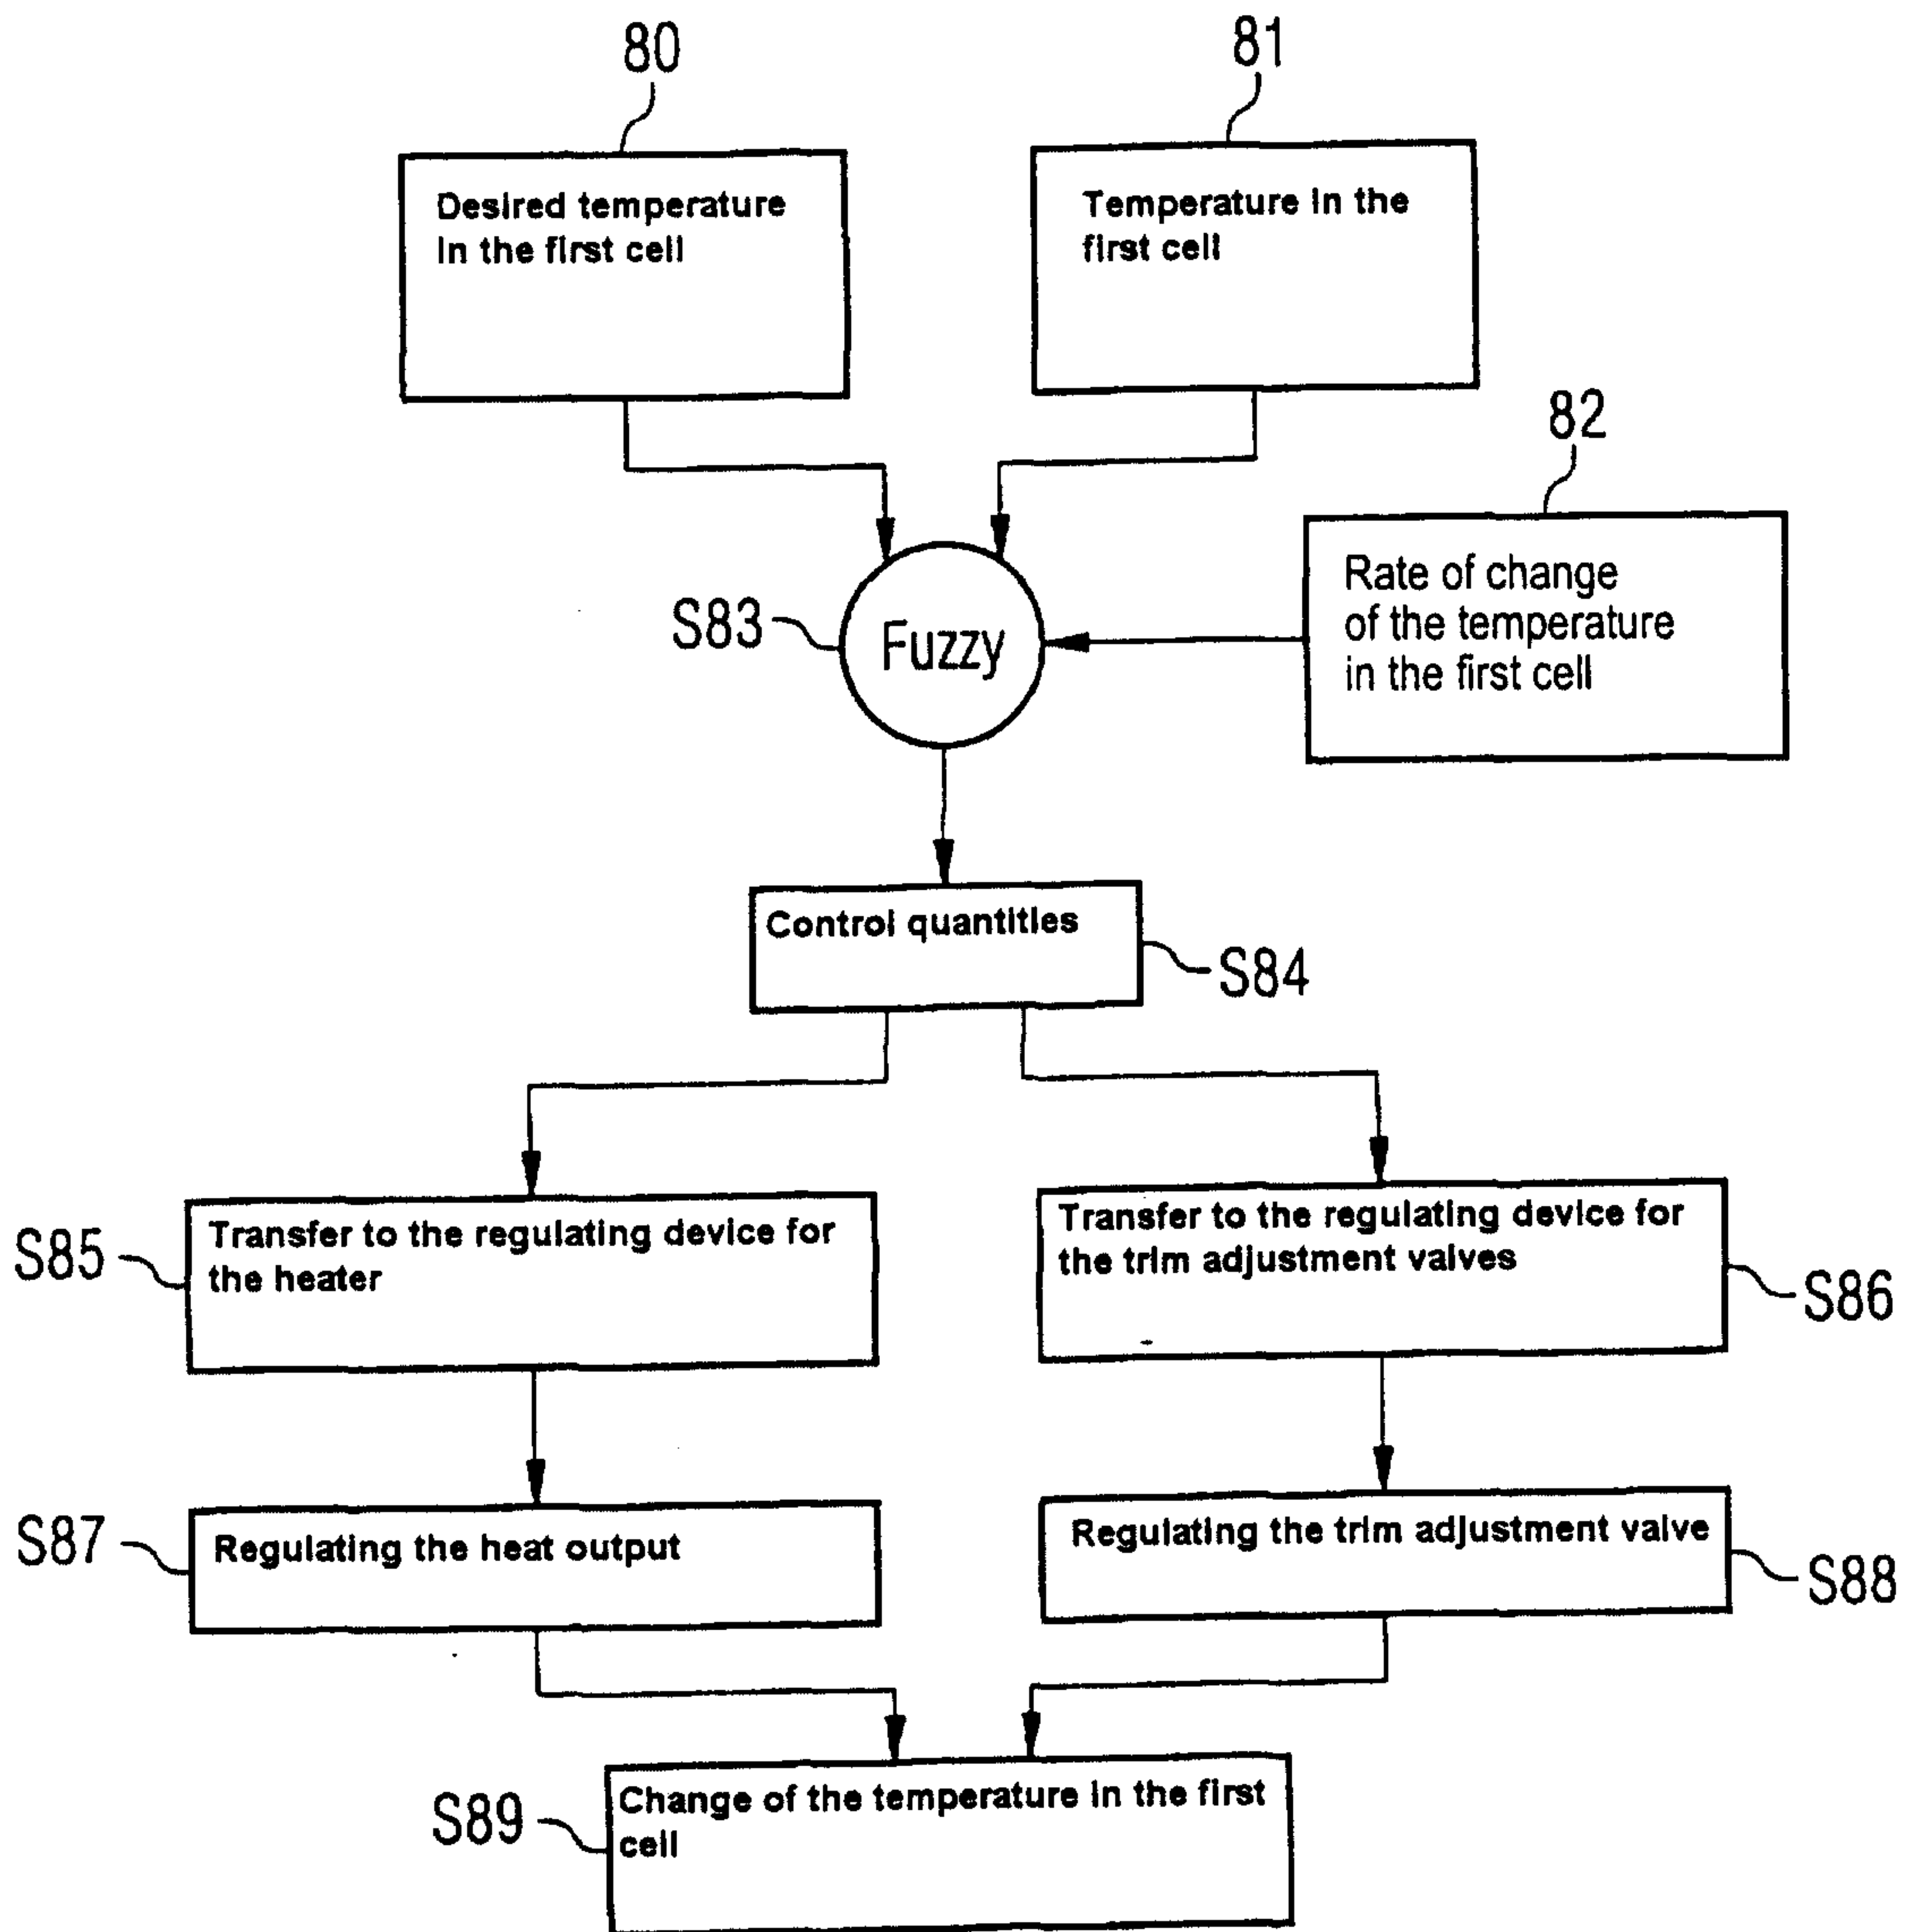 80
81
Desired temperature
in the first cell
Temperature in the
first cell
82
Rate of change
of the temperature
in the first cell
S83
Fuzzy
Control quantities
S84
S85
Transfer to the regulating device for
the heater
Transfer to the regulating device for
the trim adjustment valves
S86
S87
Regulating the heat output
Regulating the trim adjustment valve
S88
S89
Change of the temperature in the first
cell